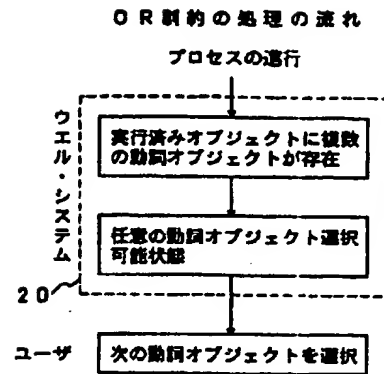 OR制約の処理の流れ
プロセスの進行
ウエル・システム
実行済みオブジェクトに複数
の動詞オブジェクトが存在
任意の動詞オブジェクト選択
可能状態
20
ユーザ
次の動詞オブジェクトを選択